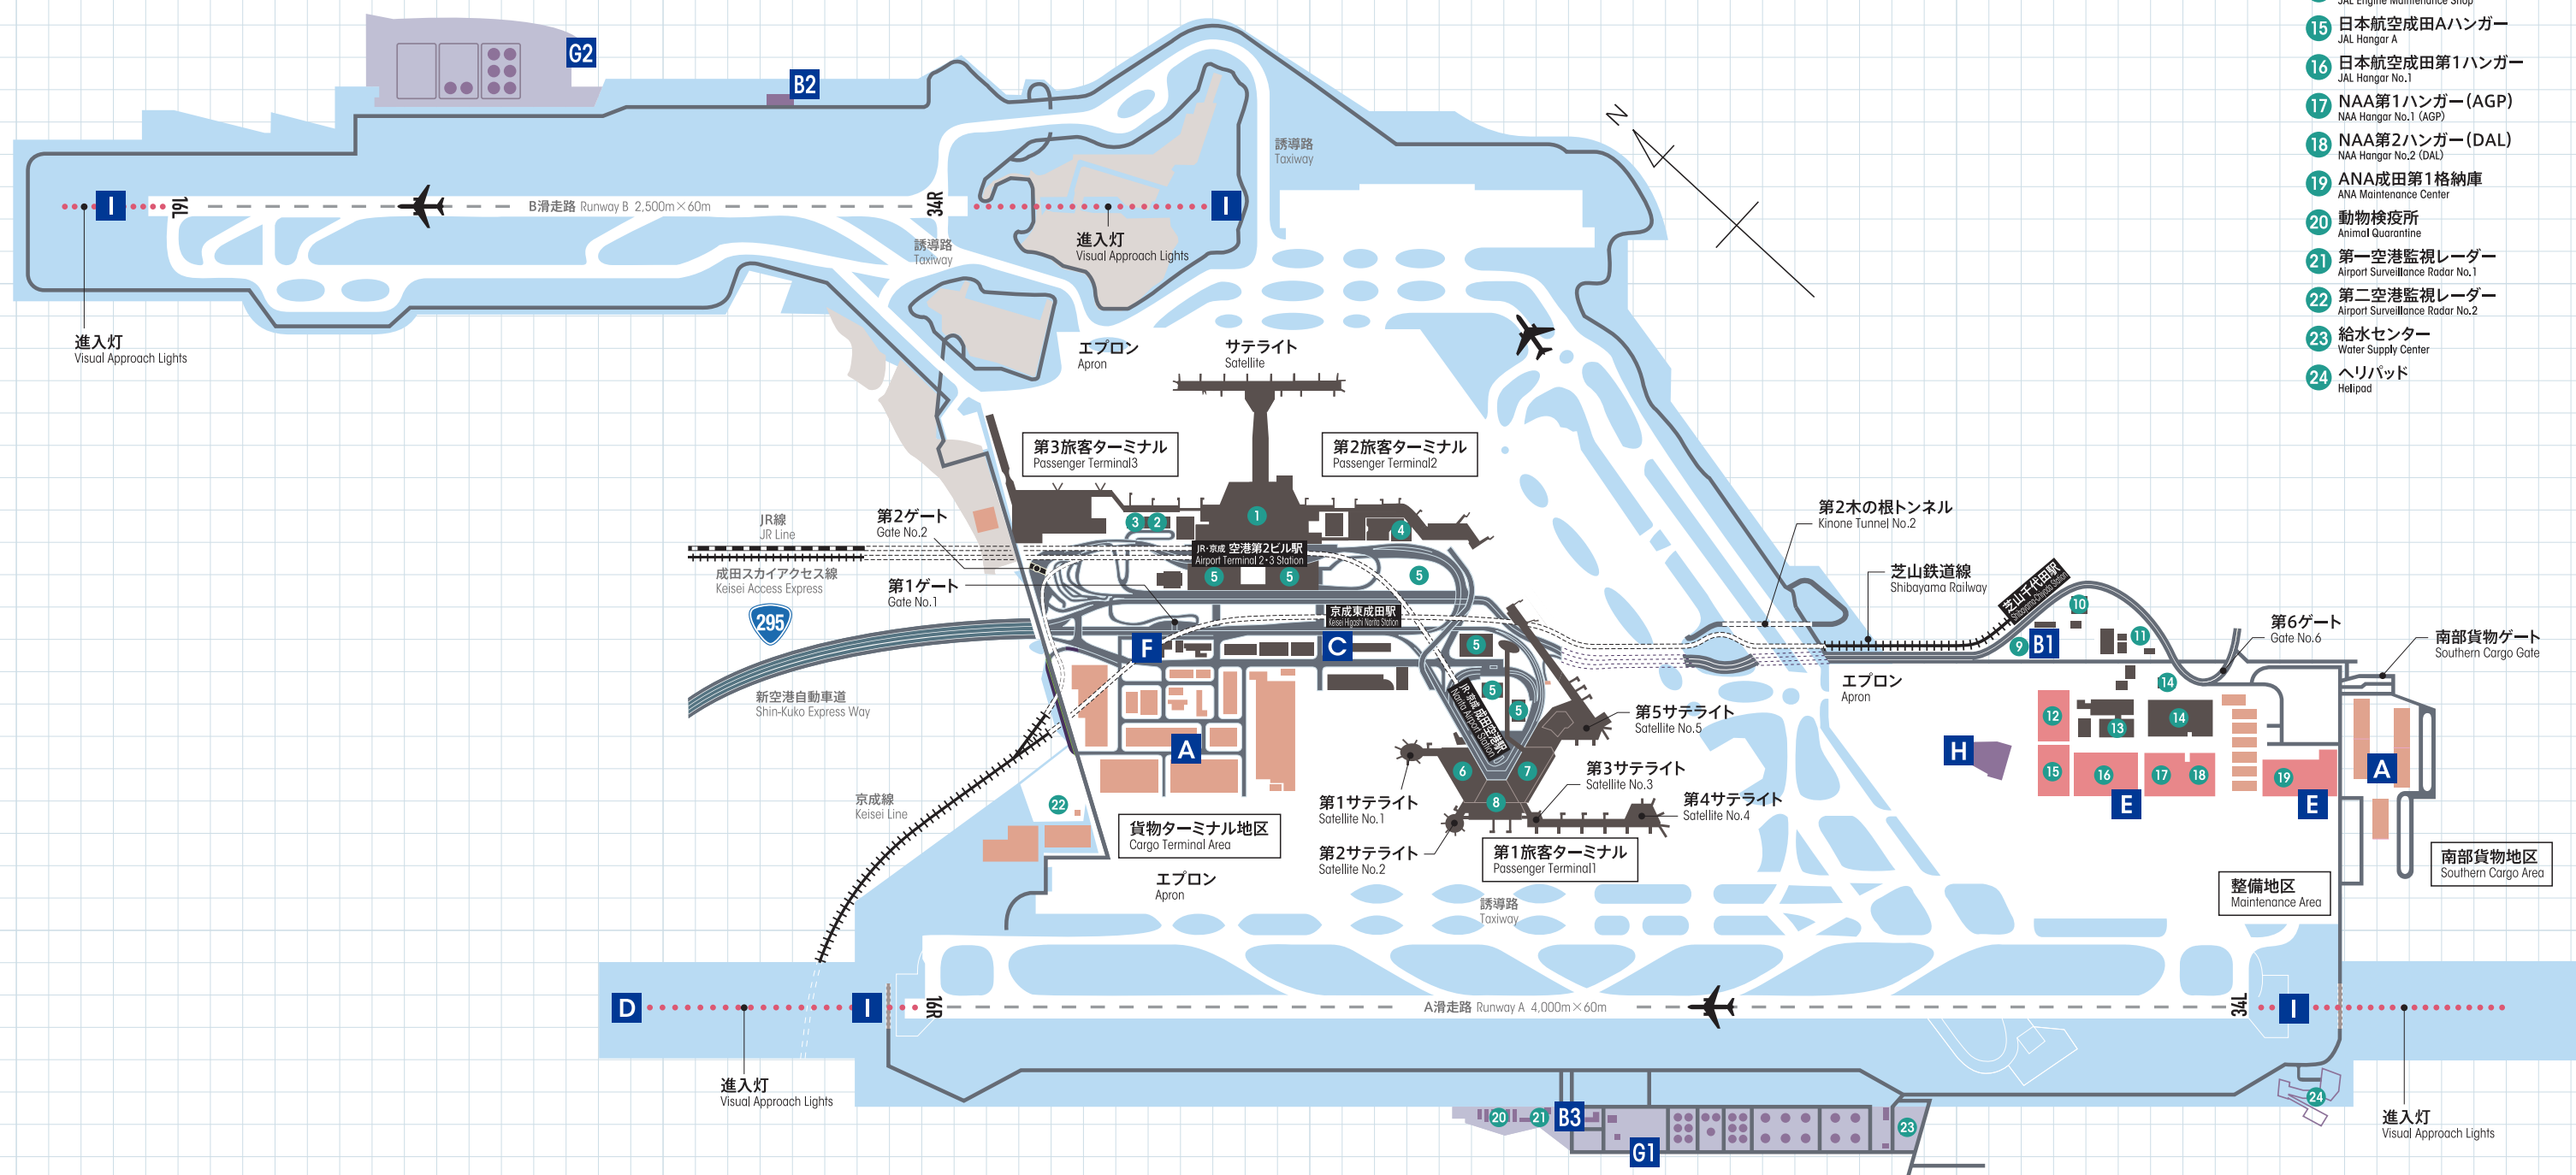 JAL Engine Maintenance Shop
15 日本航空成田Aハンガー
JAL Hangar A
16 日本航空成田第1ハンガー
JAL Hangar No.1
17 NAA第1ハンガー(AGP)
NAA Hangar No.1 (AGP)
18 NAA第2ハンガー(DAL)
NAA Hangar No.2 (DAL)
19 ANA成田第1格納庫
ANA Maintenance Center
20 動物検疫所
Animal Quarantine
21 第一空港監視レーダー
Airport Surveillance Radar No.1
22 第二空港監視レーダー
Airport Surveillance Radar No.2
23 給水センター
Water Supply Center
24 ヘリパッド
Helipad
G2
B2
N
誘導路
Taxiway
I
16L
B滑走路 Runway B 2,500m×60m
34R
I
進入灯
Visual Approach Lights
誘導路
Taxiway
進入灯
Visual Approach Lights
エプロン
Apron
サテライト
Satellite
第3旅客ターミナル
Passenger Terminal3
第2旅客ターミナル
Passenger Terminal2
JR線
JR Line
成田スカイアクセス線
Keisei Access Express
295
新空港自動車道
Shin-Kuko Express Way
京成線
Keisei Line
第2ゲート
Gate No.2
第1ゲート
Gate No.1
3
2
1
4
JR・京成 空港第2ビル駅
Airport Terminal 2・3 Station
5
5
5
京成東成田駅
Keisei Higashi Narita Station
F
C
5
5
5
JR・京成 成田空港駅
Narita Airport Station
A
6
7
8
22
第1サテライト
Satellite No.1
第2サテライト
Satellite No.2
第3サテライト
Satellite No.3
第4サテライト
Satellite No.4
第5サテライト
Satellite No.5
貨物ターミナル地区
Cargo Terminal Area
第1旅客ターミナル
Passenger Terminal1
エプロン
Apron
誘導路
Taxiway
第2木の根トンネル
Kinone Tunnel No.2
芝山鉄道線
Shibayama Railway
芝山千代田駅
Shibayama-Chiyoda Station
エプロン
Apron
9
B1
10
11
第6ゲート
Gate No.6
南部貨物ゲート
Southern Cargo Gate
H
12
13
14
14
15
16
17
18
19
E
E
A
整備地区
Maintenance Area
南部貨物地区
Southern Cargo Area
D
I
16R
A滑走路 Runway A 4,000m×60m
34L
I
進入灯
Visual Approach Lights
20
21
B3
G1
23
24
進入灯
Visual Approach Lights